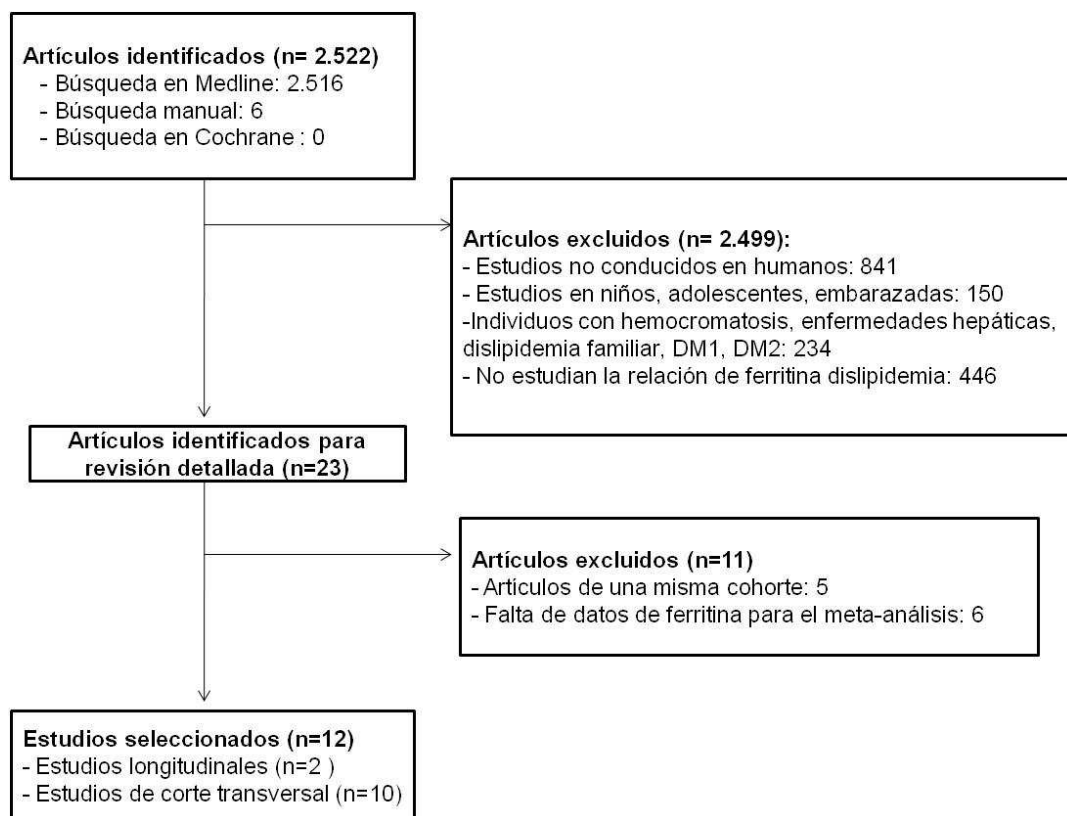 Artículos identificados (n= 2.522)
- Búsqueda en Medline: 2.516
- Búsqueda manual: 6
- Búsqueda en Cochrane : 0
Artículos excluidos (n= 2.499):
- Estudios no conducidos en humanos: 841
- Estudios en niños, adolescentes, embarazadas: 150
-Individuos con hemocromatosis, enfermedades hepáticas,
dislipidemia familiar, DM1, DM2: 234
- No estudian la relación de ferritina dislipidemia: 446
Artículos identificados para
revisión detallada (n=23)
Artículos excluidos (n=11)
- Artículos de una misma cohorte: 5
- Falta de datos de ferritina para el meta-análisis: 6
Estudios seleccionados (n=12)
- Estudios longitudinales (n=2 )
- Estudios de corte transversal (n=10)